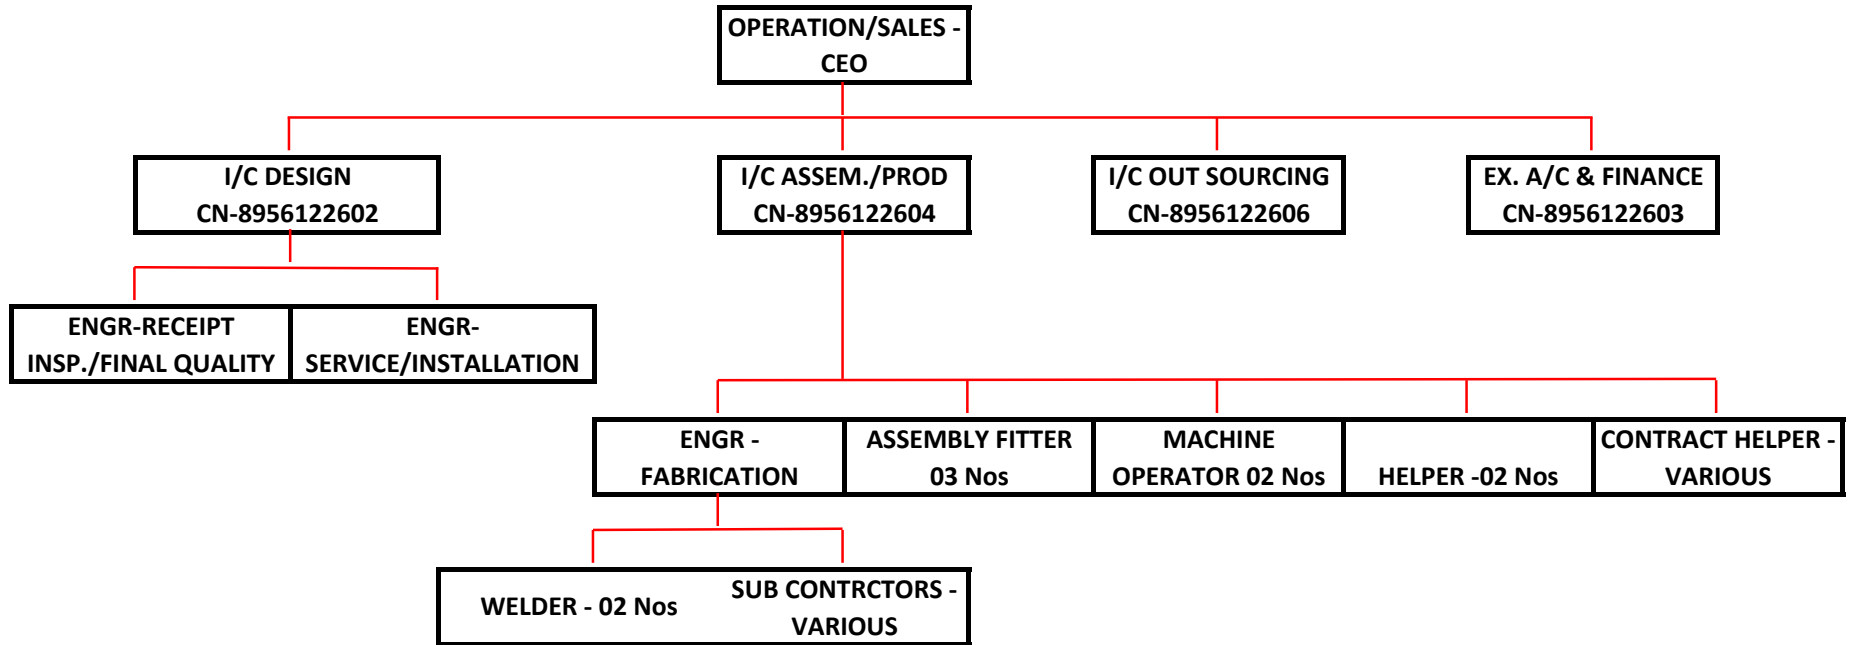 OPERATION/SALES -
CEO
I/C DESIGN
CN-8956122602
I/C ASSEM./PROD
CN-8956122604
I/C OUT SOURCING
CN-8956122606
EX. A/C & FINANCE
CN-8956122603
ENGR-RECEIPT
INSP./FINAL QUALITY
ENGR-
SERVICE/INSTALLATION
ENGR -
FABRICATION
ASSEMBLY FITTER
03 Nos
MACHINE
OPERATOR 02 Nos
HELPER -02 Nos
CONTRACT HELPER -
VARIOUS
WELDER - 02 Nos
SUB CONTRCTORS -
VARIOUS